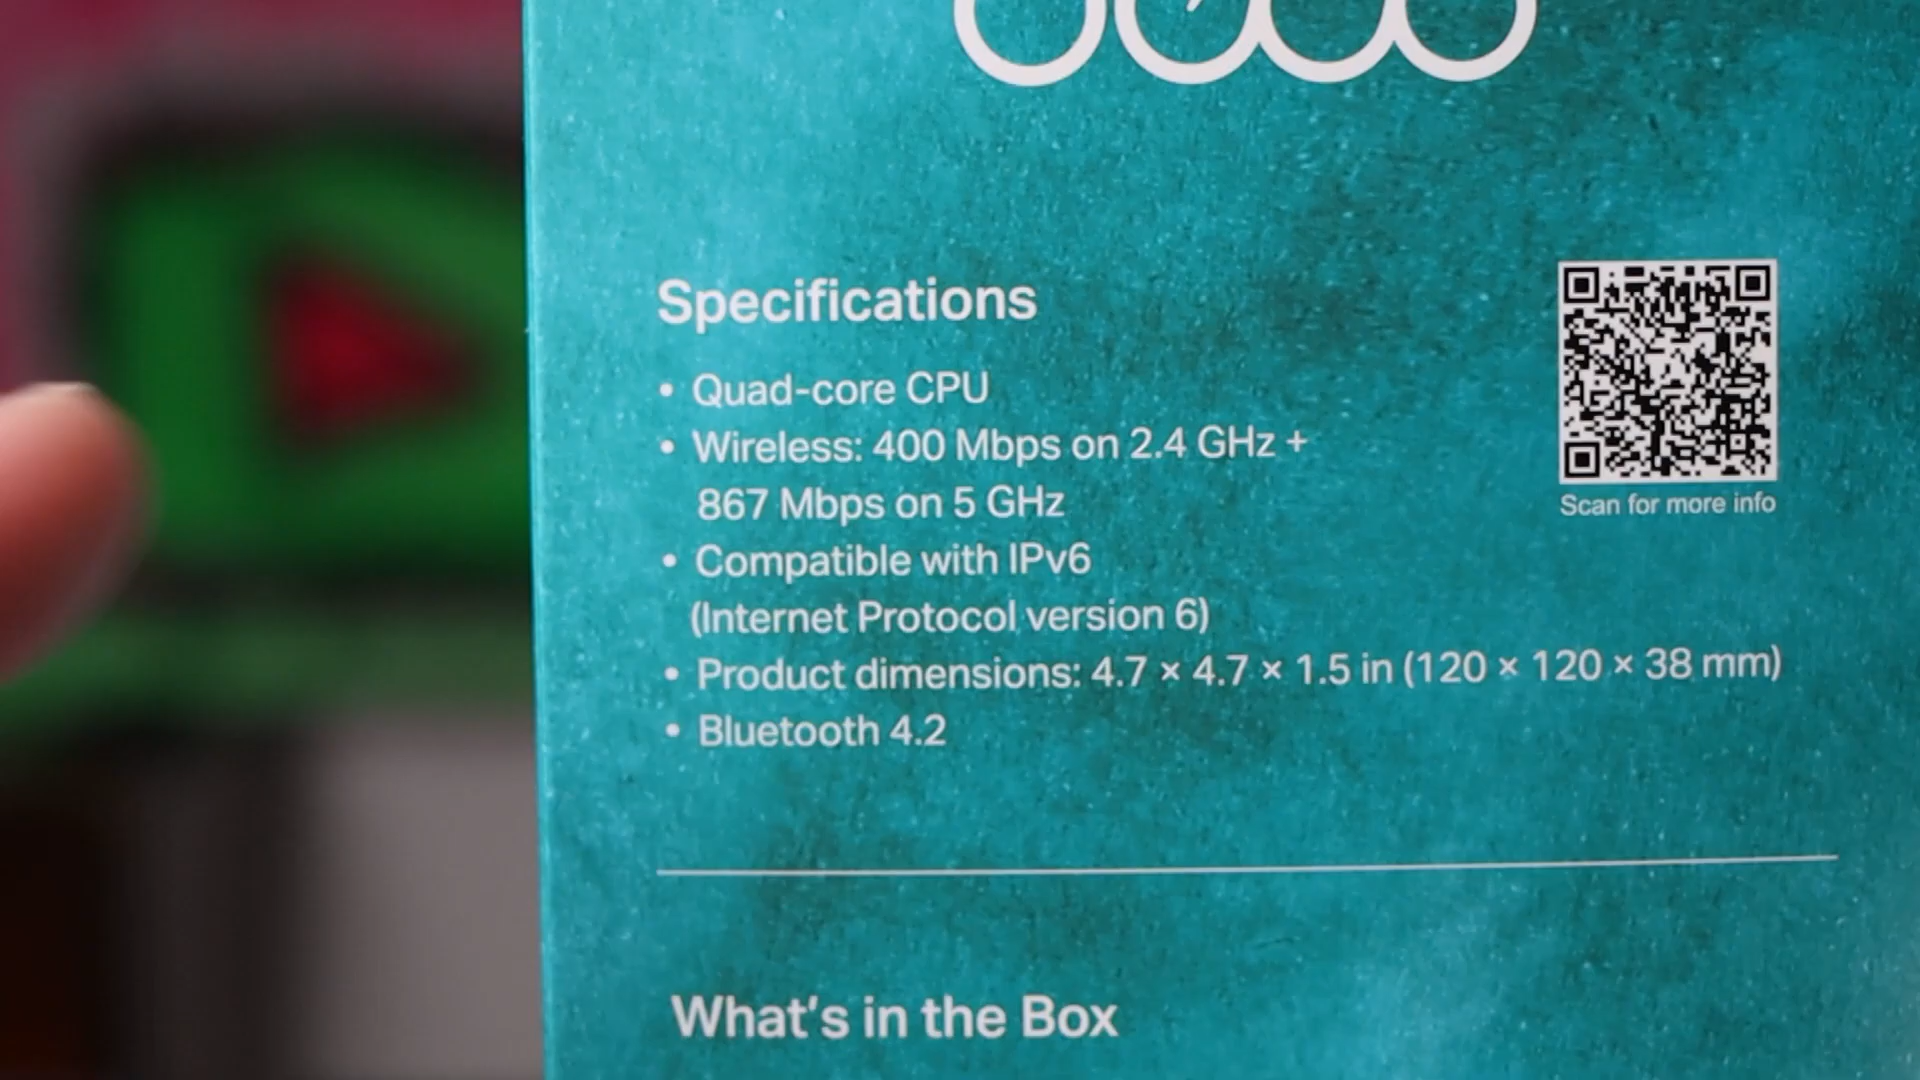 Specifications
• Quad-core CPU
• Wireless: 400 Mbps on 2.4 GHz +
867 Mbps on 5 GHz
• Compatible with IPv6
(Internet Protocol version 6)
• Product dimensions: 4.7 × 4.7 × 1.5 in (120 × 120 × 38 mm)
• Bluetooth 4.2
Scan for more info
What's in the Box